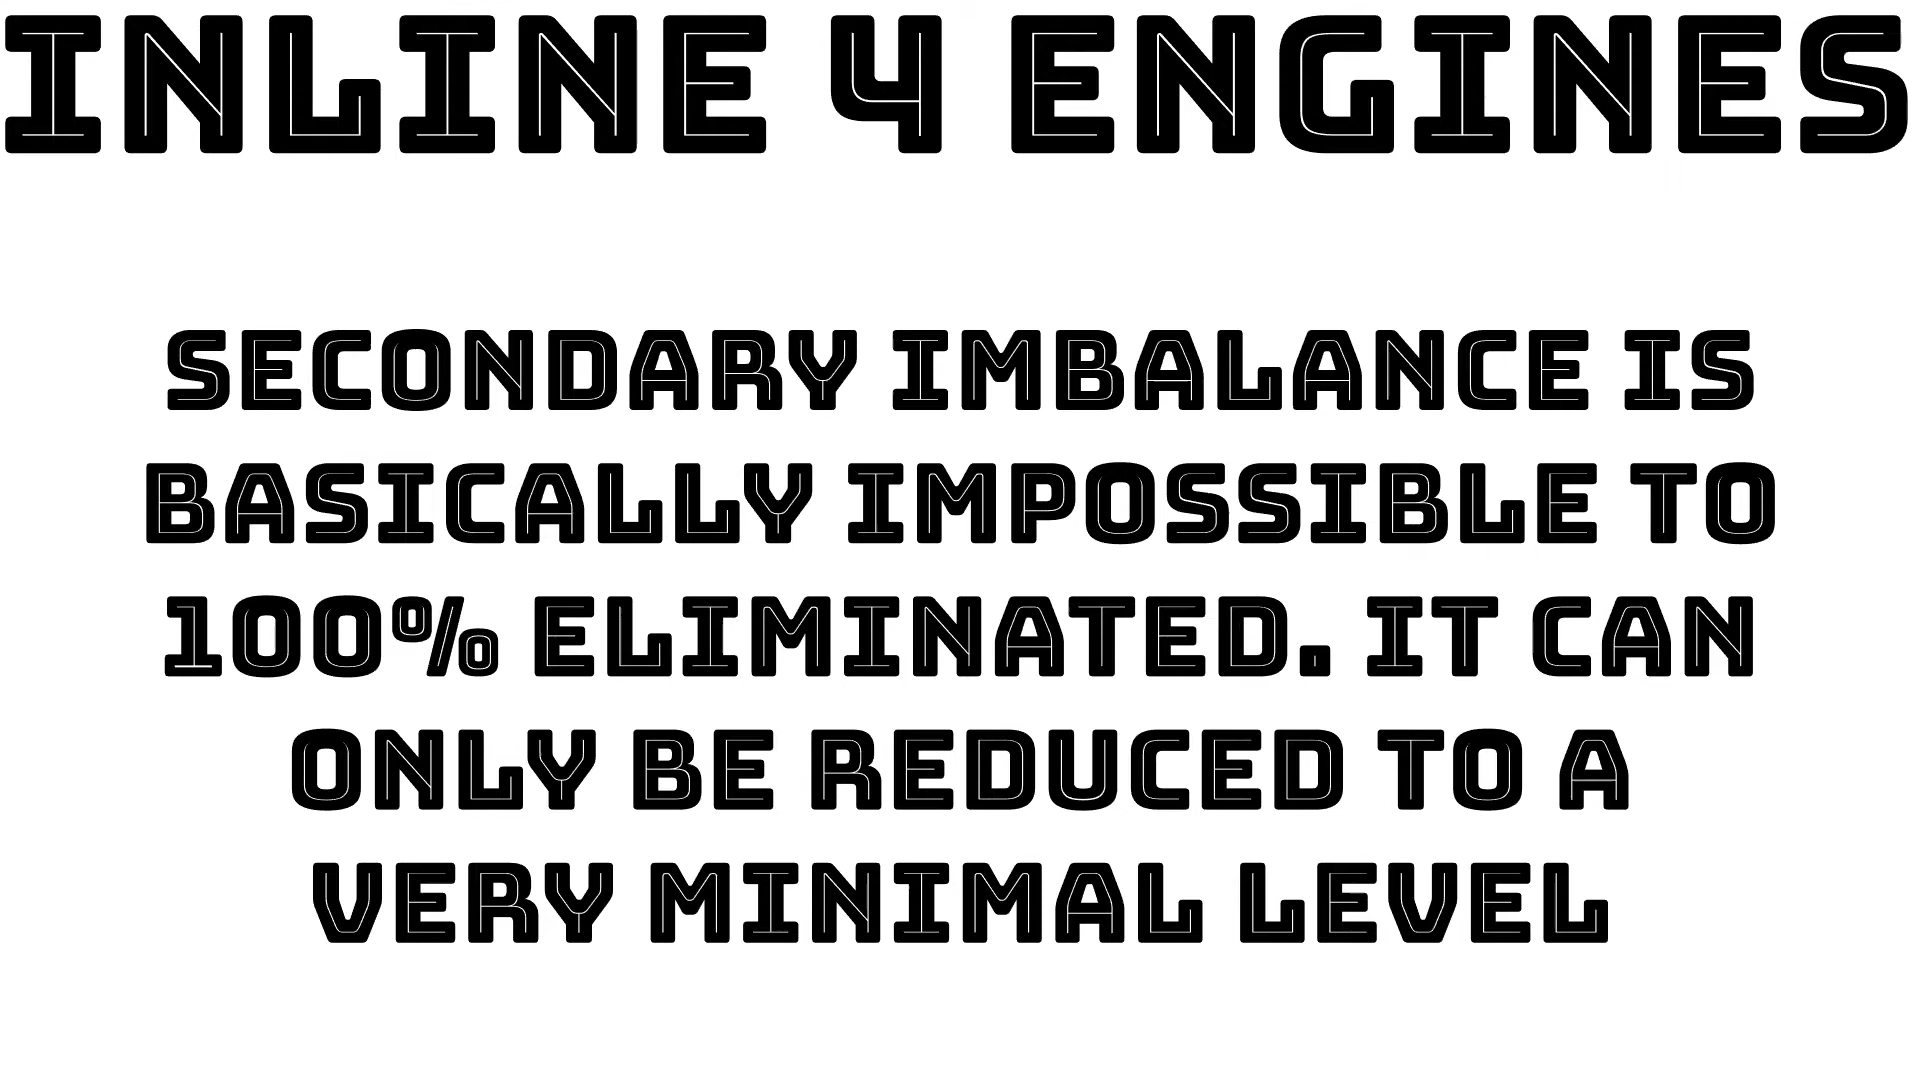 INLINE 4 ENGINES
SECONDARY IMBALANCE IS
BASICALLY IMPOSSIBLE TO
100% ELIMINATED. IT CAN
ONLY BE REDUCED TO A
VERY MINIMAL LEVEL